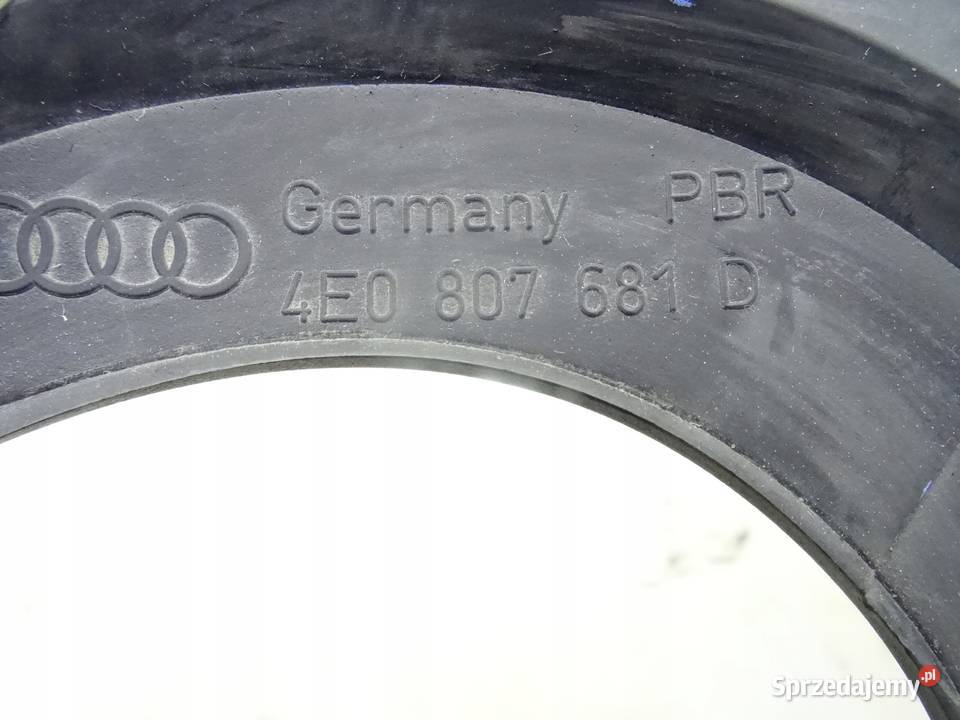 Germany PBR
4E0 807 681 D
Sprzedajemy.pl